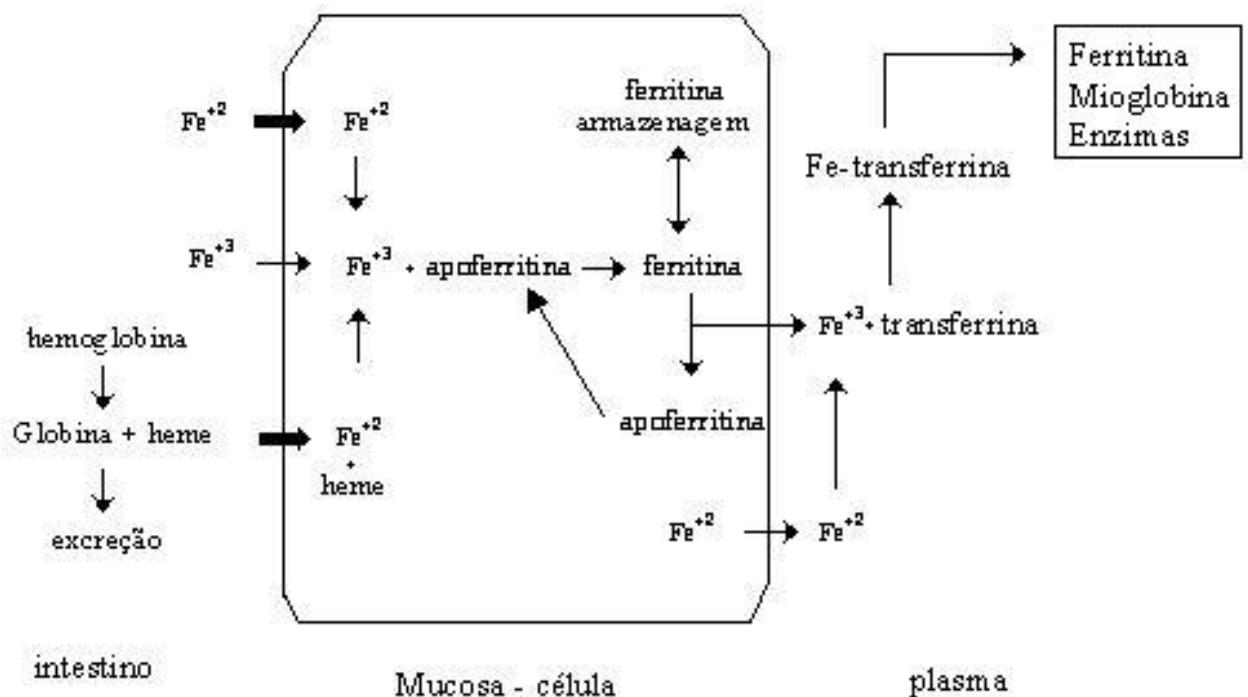 Ferritina
Mioglobina
Enzimas
ferritina
armazenagem
Fe+2
Fe+2
Fe-transferrina
Fe+3
Fe+3 + apoferritina
ferritina
Fe+3 + transferrina
hemoglobina
Globina + heme
Fe+2
+
heme
apoferritina
excreção
Fe+2
Fe+2
intestino
Mucosa - célula
plasma